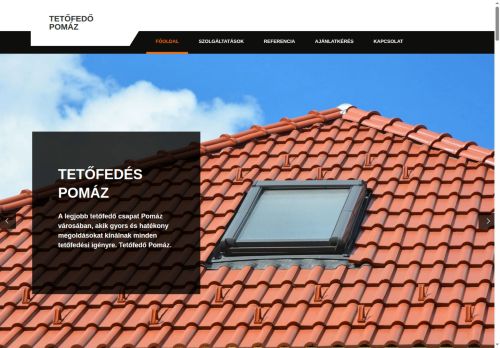 TETŐFEDŐ
POMÁZ
FŐOLDAL SZOLGÁLTATÁSOK REFERENCIA AJÁNLATKÉRÉS KAPCSOLAT
TETŐFEDÉS
POMÁZ
A legjobb tetőfedő csapat Pomáz
városában, akik gyors és hatékony
megoldásokat kínálnak minden
tetőfedési igényre. Tetőfedő Pomáz.